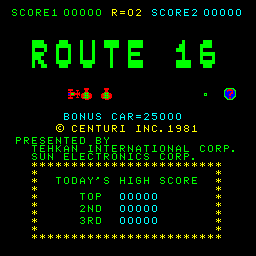 SCORE1 00000 R=02 SCORE2 00000
ROUTE 16
BONUS CAR=25000
© CENTURI INC.1981
PRESENTED BY
TEHKAN INTERNATIONAL CORP.
SUN ELECTRONICS CORP.
TODAY'S HIGH SCORE
TOP 00000
2ND 00000
3RD 00000